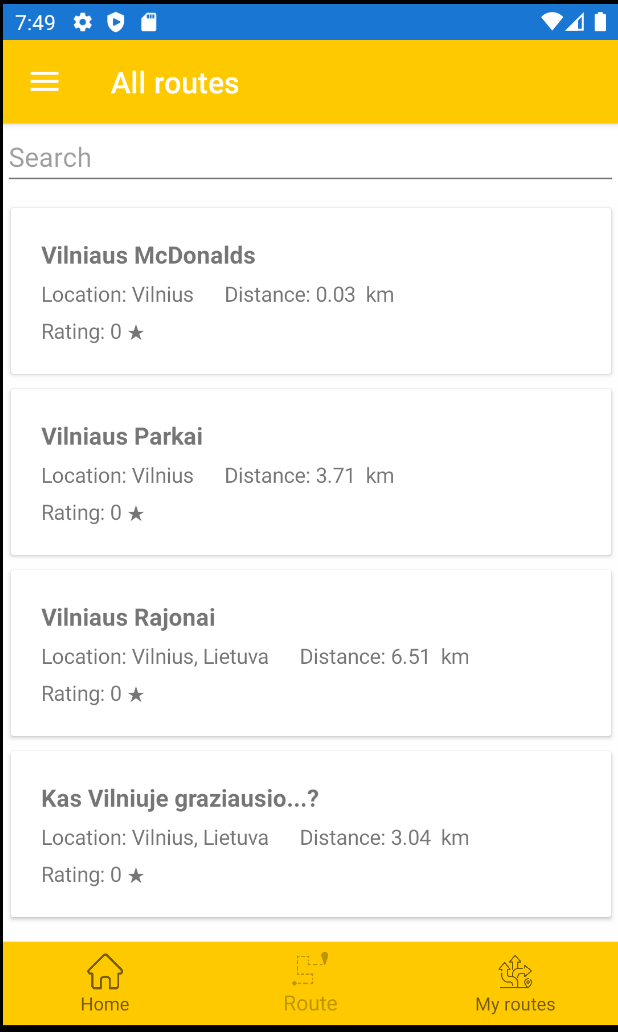 7:49
All routes
Search
Vilniaus McDonalds
Location: Vilnius Distance: 0.03 km
Rating: 0 ★
Vilniaus Parkai
Location: Vilnius Distance: 3.71 km
Rating: 0 ★
Vilniaus Rajonai
Location: Vilnius, Lietuva Distance: 6.51 km
Rating: 0 ★
Kas Vilniuje graziausio...?
Location: Vilnius, Lietuva Distance: 3.04 km
Rating: 0 ★
Home Route My routes